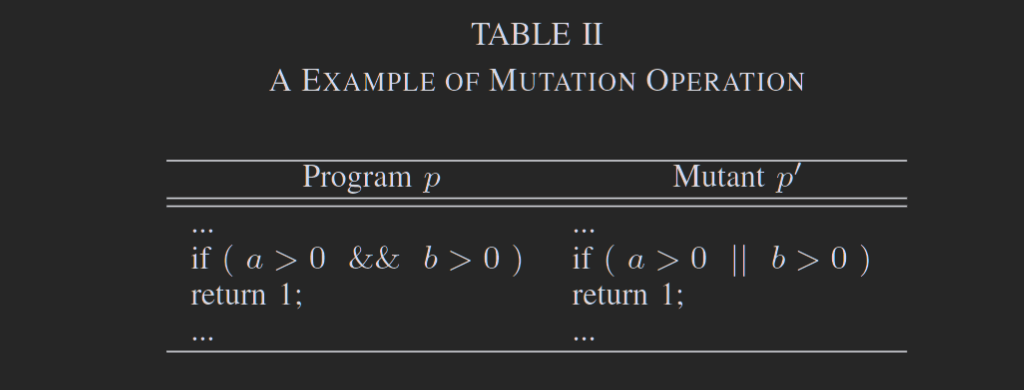 TABLE II
A EXAMPLE OF MUTATION OPERATION
Program p Mutant p′
... ...
if ( a > 0 && b > 0 ) if ( a > 0 || b > 0 )
return 1; return 1;
... ...